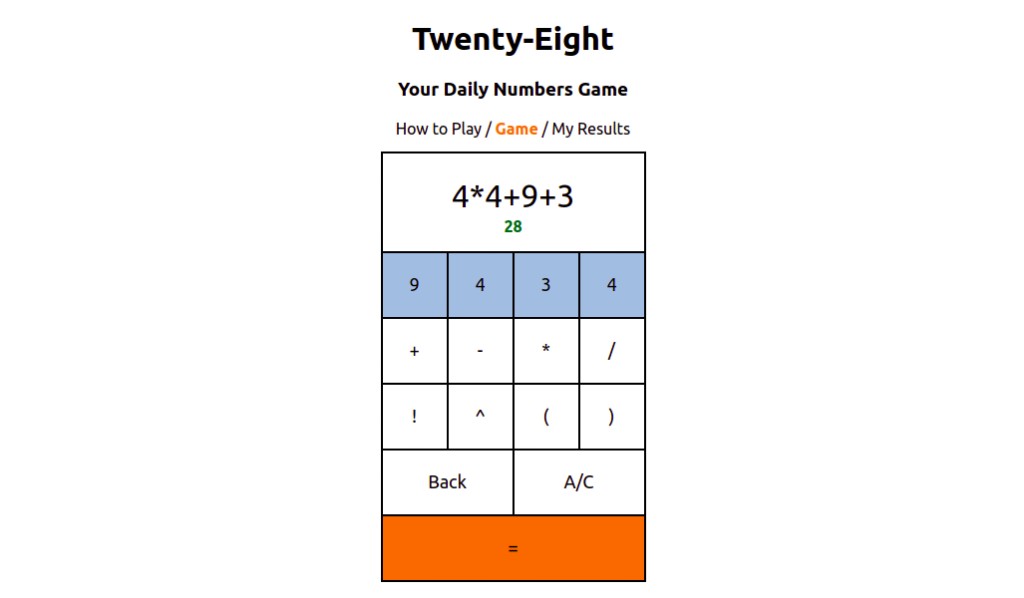 Twenty-Eight
Your Daily Numbers Game
How to Play / Game / My Results
4*4+9+3
28
9 4 3 4
+ - * /
! ^ ( )
Back A/C
=